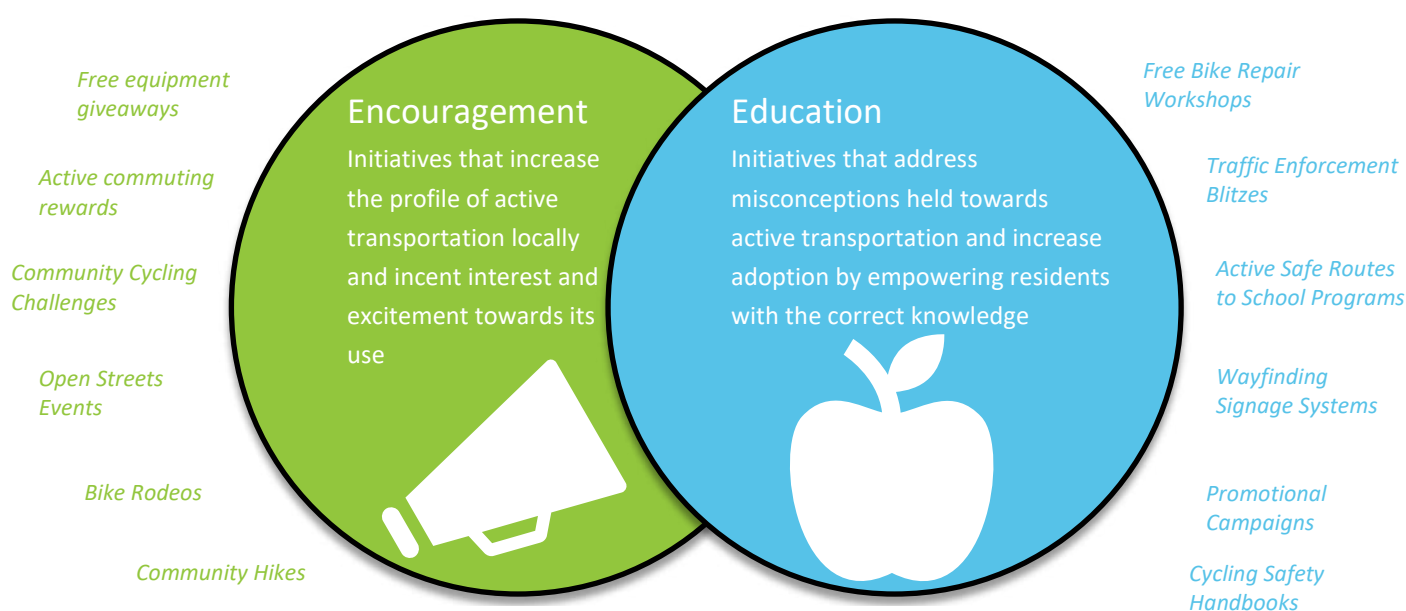 Free equipment
giveaways
Active commuting
rewards
Community Cycling
Challenges
Open Streets
Events
Bike Rodeos
Community Hikes
Encouragement
Initiatives that increase
the profile of active
transportation locally
and incent interest and
excitement towards its
use
Education
Initiatives that address
misconceptions held towards
active transportation and increase
adoption by empowering residents
with the correct knowledge
Free Bike Repair
Workshops
Traffic Enforcement
Blitzes
Active Safe Routes
to School Programs
Wayfinding
Signage Systems
Promotional
Campaigns
Cycling Safety
Handbooks